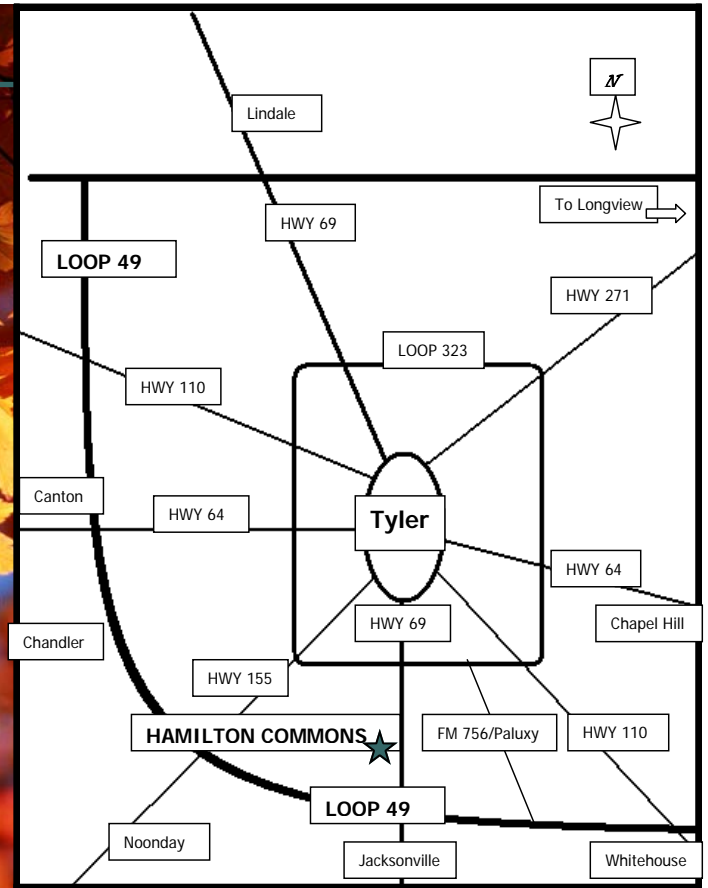 N
Lindale
To Longview
HWY 69
LOOP 49
HWY 271
LOOP 323
HWY 110
Canton
HWY 64
Tyler
HWY 64
Chapel Hill
HWY 69
Chandler
HWY 155
HAMILTON COMMONS
FM 756/Paluxy
HWY 110
LOOP 49
Noonday
Jacksonville
Whitehouse